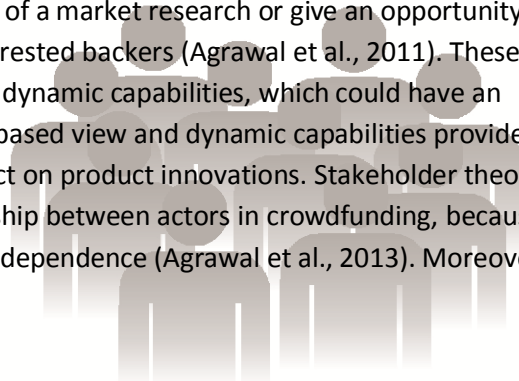 of a market research or give an opportunity
rested backers (Agrawal et al., 2011). These
dynamic capabilities, which could have an
based view and dynamic capabilities provide
ct on product innovations. Stakeholder theo
ship between actors in crowdfunding, becau
dependence (Agrawal et al., 2013). Moreove